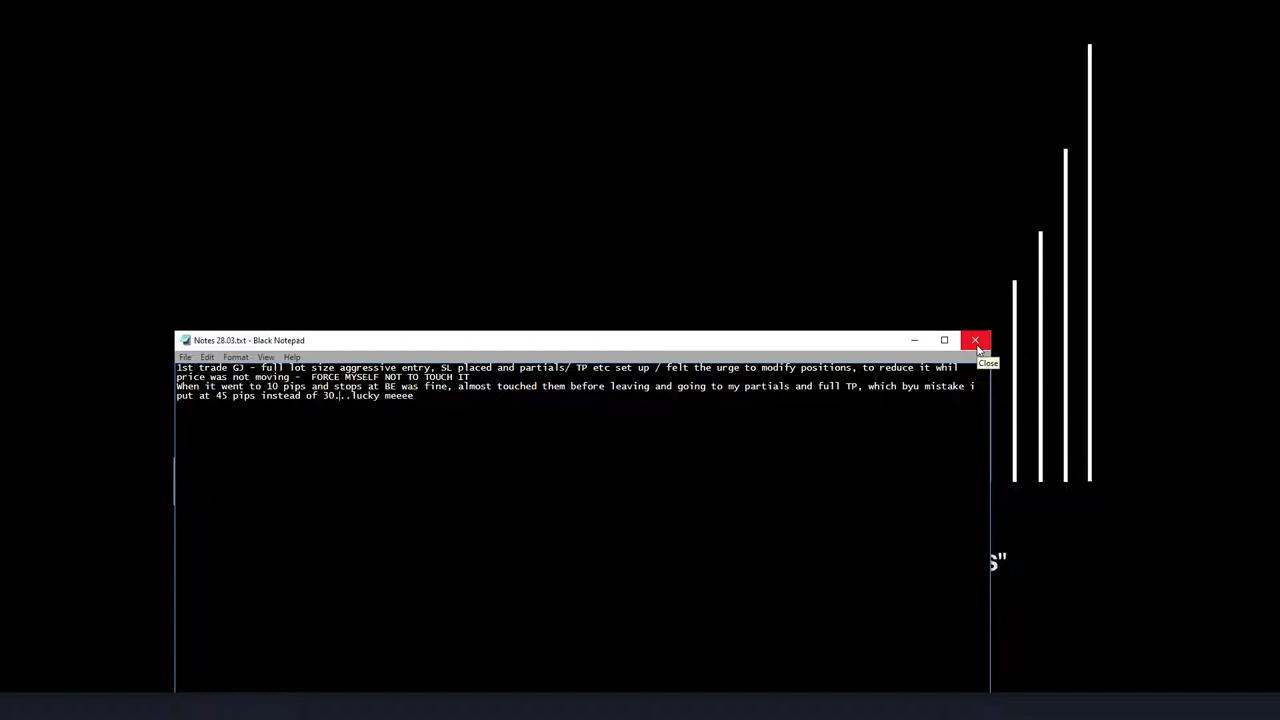 Notes 28.03.txt - Black Notepad
File Edit Format View Help
Close
1st trade GJ - full lot size aggressive entry, SL placed and partials/ TP etc set up / felt the urge to modify positions, to reduce it whil
price was not moving - FORCE MYSELF NOT TO TOUCH IT
When it went to 10 pips and stops at BE was fine, almost touched them before leaving and going to my partials and full TP, which byu mistake i
put at 45 pips instead of 30...lucky meeee
s"